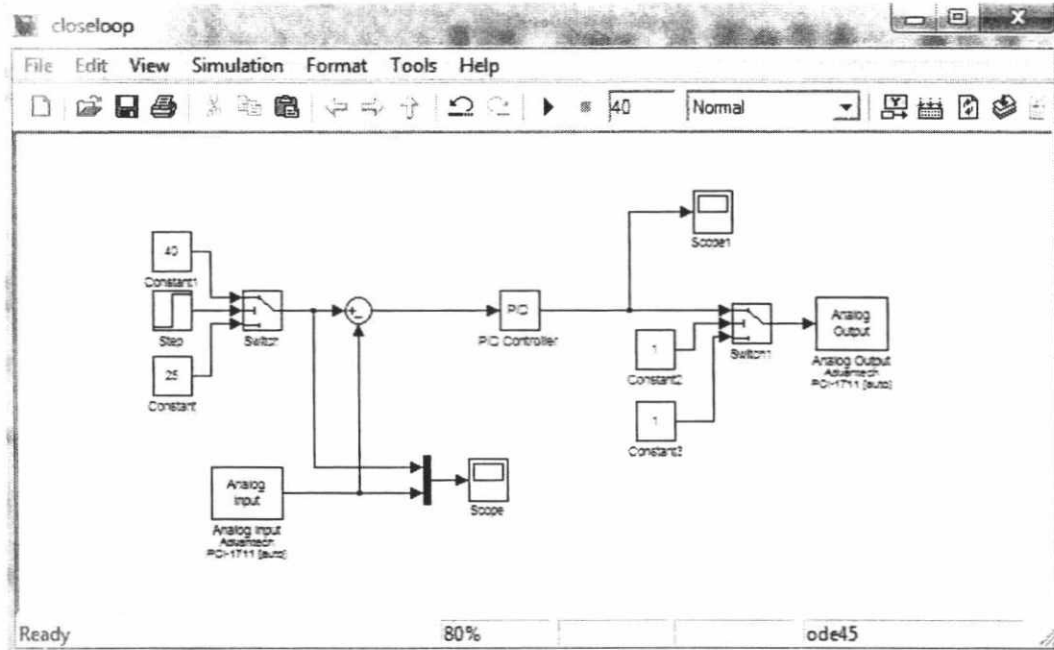 closeloop
File Edit View Simulation Format Tools Help
40 Normal
Scope1
40
Constant1
Step
Switch
25
Constant
PID
PID Controller
1
Constant2
Switch1
Analog
Output
Analog Output
Advantech
PCI-1711 [auto]
1
Constant3
Analog
Input
Analog Input
Advantech
PCI-1711 [auto]
Scope
Ready 80% ode45